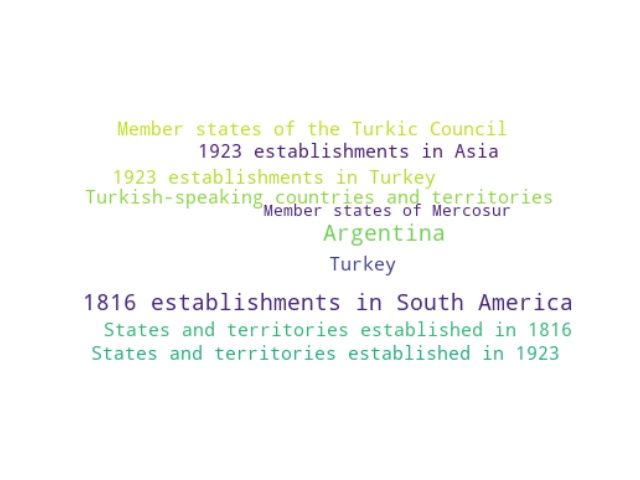 Member states of the Turkic Council
1923 establishments in Asia
1923 establishments in Turkey
Turkish-speaking countries and territories
Member states of Mercosur
Argentina
Turkey
1816 establishments in South America
States and territories established in 1816
States and territories established in 1923